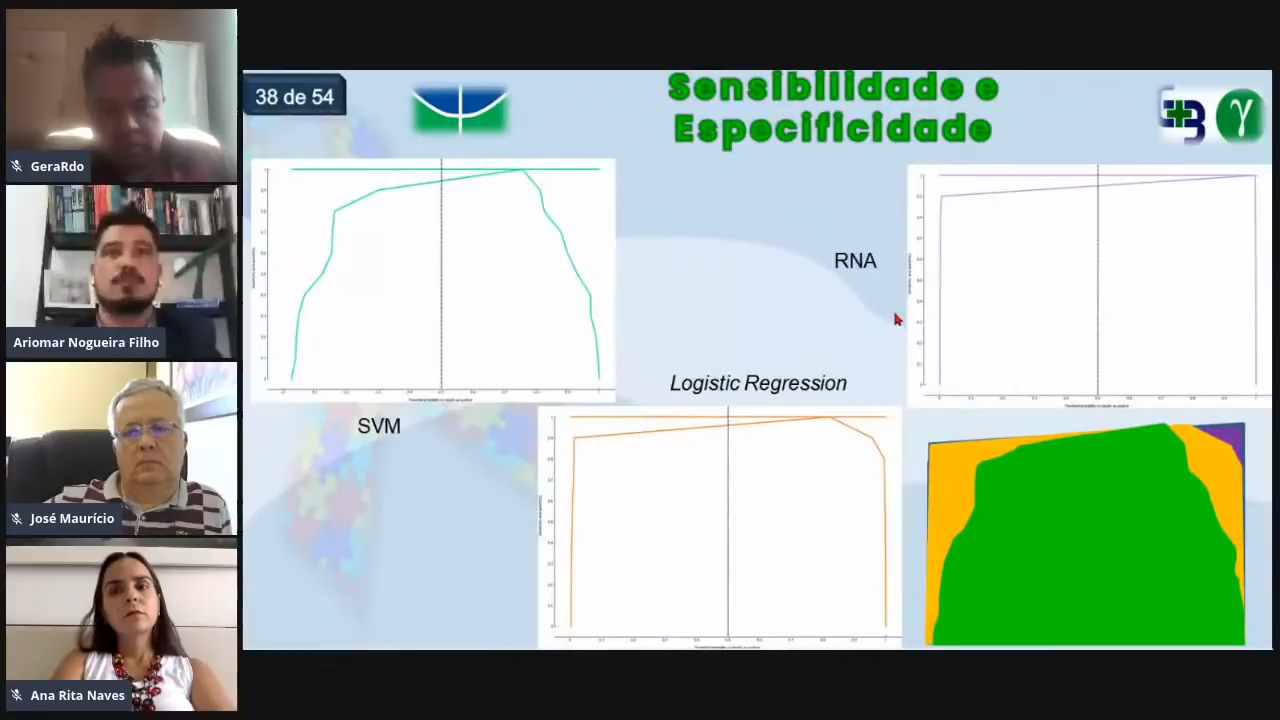 GeraRdo
Ariomar Nogueira Filho
José Maurício
Ana Rita Naves
38 de 54
Sensibilidade e
Especificidade
RNA
Logistic Regression
SVM